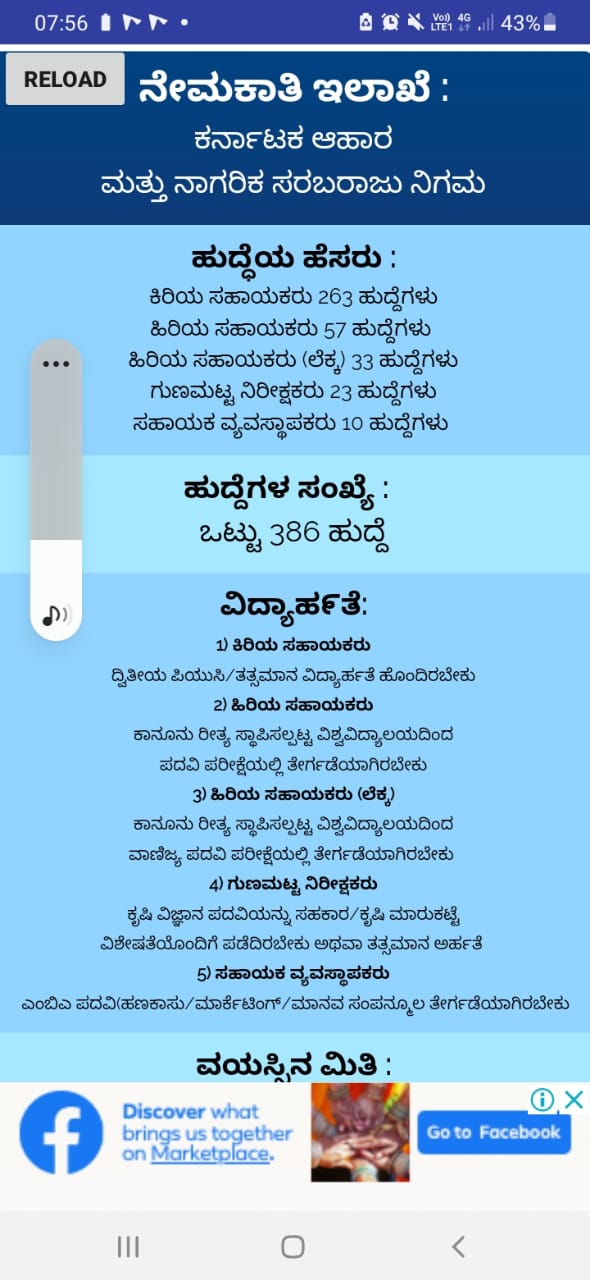 07:56
Vo)) 4G
LTE1
43%
RELOAD
ನೇಮಕಾತಿ ಇಲಾಖೆ :
ಕರ್ನಾಟಕ ಆಹಾರ
ಮತ್ತು ನಾಗರಿಕ ಸರಬರಾಜು ನಿಗಮ
ಹುದ್ಧೆಯ ಹೆಸರು :
ಕಿರಿಯ ಸಹಾಯಕರು 263 ಹುದ್ದೆಗಳು
ಹಿರಿಯ ಸಹಾಯಕರು 57 ಹುದ್ದೆಗಳು
ಹಿರಿಯ ಸಹಾಯಕರು (ಲೆಕ್ಕ) 33 ಹುದ್ದೆಗಳು
ಗುಣಮಟ್ಟ ನಿರೀಕ್ಷಕರು 23 ಹುದ್ದೆಗಳು
ಸಹಾಯಕ ವ್ಯವಸ್ಥಾಪಕರು 10 ಹುದ್ದೆಗಳು
ಹುದ್ದೆಗಳ ಸಂಖ್ಯೆ :
ಒಟ್ಟು 386 ಹುದ್ದೆ
ವಿದ್ಯಾಹ೯ತೆ:
1) ಕಿರಿಯ ಸಹಾಯಕರು
ದ್ವಿತೀಯ ಪಿಯುಸಿ/ತತ್ಸಮಾನ ವಿದ್ಯಾರ್ಹತೆ ಹೊಂದಿರಬೇಕು
2) ಹಿರಿಯ ಸಹಾಯಕರು
ಕಾನೂನು ರೀತ್ಯ ಸ್ಥಾಪಿಸಲ್ಪಟ್ಟ ವಿಶ್ವವಿದ್ಯಾಲಯದಿಂದ
ಪದವಿ ಪರೀಕ್ಷೆಯಲ್ಲಿ ತೇರ್ಗಡೆಯಾಗಿರಬೇಕು
3) ಹಿರಿಯ ಸಹಾಯಕರು (ಲೆಕ್ಕ)
ಕಾನೂನು ರೀತ್ಯ ಸ್ಥಾಪಿಸಲ್ಪಟ್ಟ ವಿಶ್ವವಿದ್ಯಾಲಯದಿಂದ
ವಾಣಿಜ್ಯ ಪದವಿ ಪರೀಕ್ಷೆಯಲ್ಲಿ ತೇರ್ಗಡೆಯಾಗಿರಬೇಕು
4) ಗುಣಮಟ್ಟ ನಿರೀಕ್ಷಕರು
ಕೃಷಿ ವಿಜ್ಞಾನ ಪದವಿಯನ್ನು ಸಹಕಾರ/ಕೃಷಿ ಮಾರುಕಟ್ಟೆ
ವಿಶೇಷತೆಯೊಂದಿಗೆ ಪಡೆದಿರಬೇಕು ಅಥವಾ ತತ್ಸಮಾನ ಅರ್ಹತೆ
5) ಸಹಾಯಕ ವ್ಯವಸ್ಥಾಪಕರು
ಎಂಬಿಎ ಪದವಿ(ಹಣಕಾಸು/ಮಾರ್ಕೆಟಿಂಗ್/ಮಾನವ ಸಂಪನ್ಮೂಲ ತೇರ್ಗಡೆಯಾಗಿರಬೇಕು
ವಯಸ್ಸಿನ ಮಿತಿ :
Discover what
brings us together
on Marketplace.
Go to Facebook